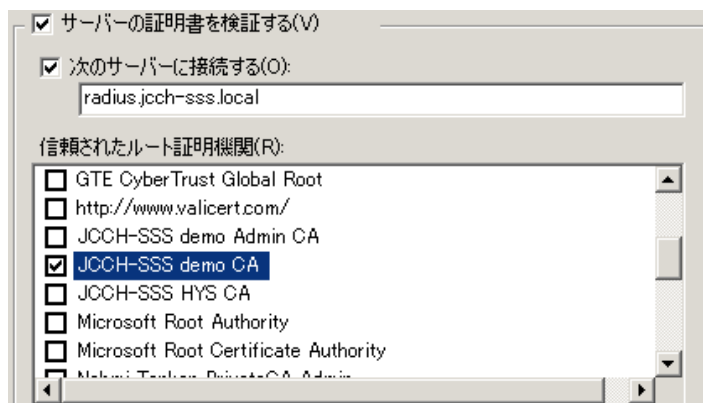 サーバーの証明書を検証する(V)
次のサーバーに接続する(O):
radius.jcch-sss.local
信頼されたルート証明機関(R):
GTE CyberTrust Global Root
http://www.valicert.com/
JCCH-SSS demo Admin CA
JCCH-SSS demo CA
JCCH-SSS HYS CA
Microsoft Root Authority
Microsoft Root Certificate Authority